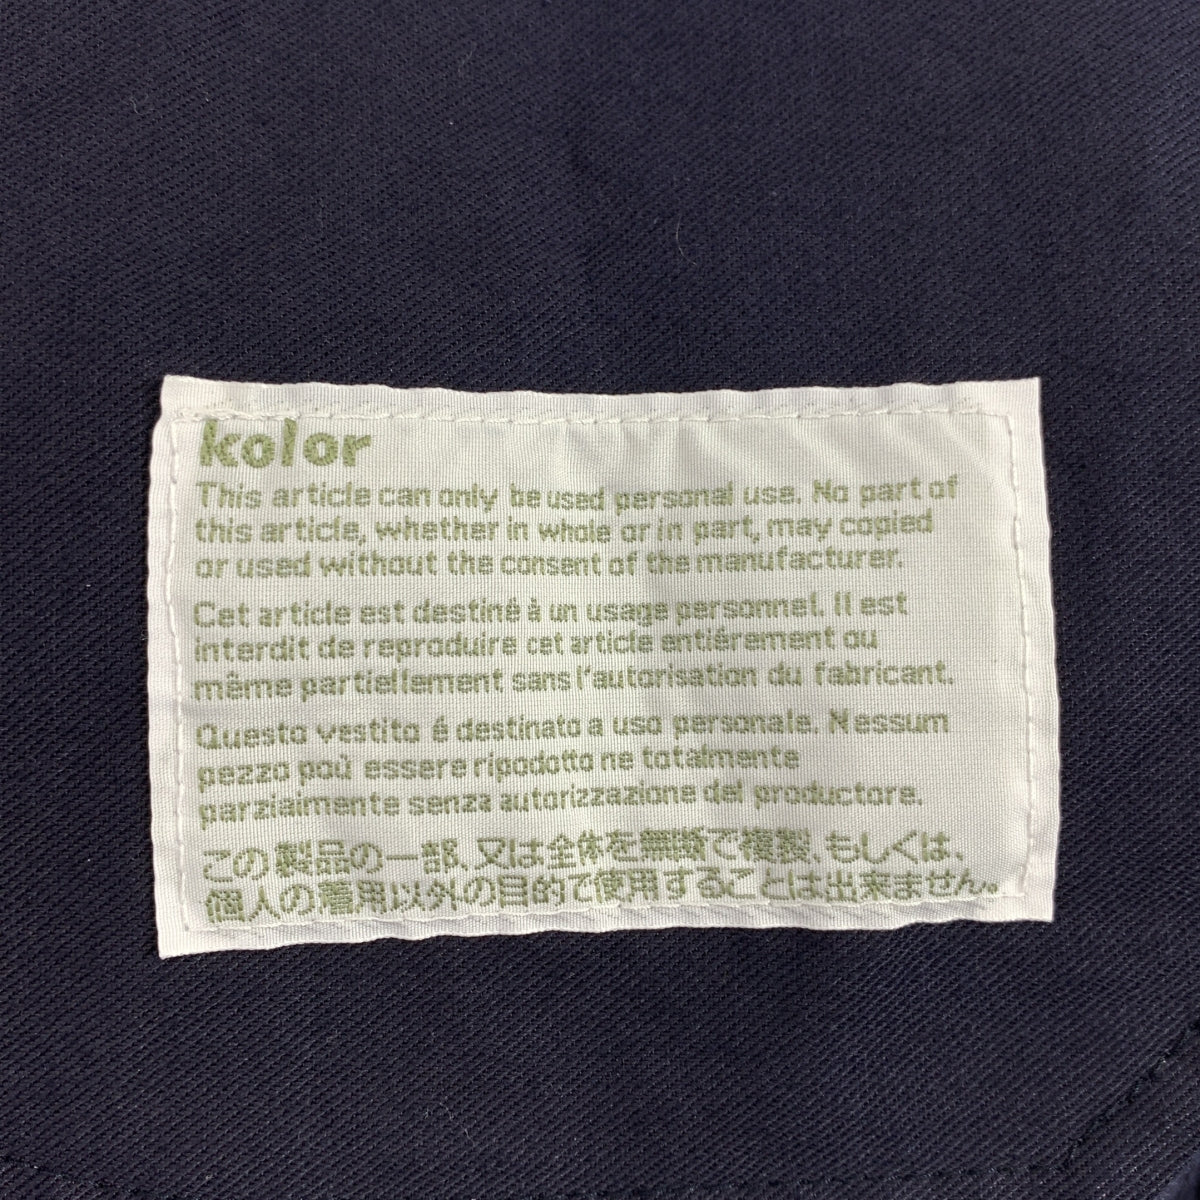 kolor
This article can only be used personal use. No part of
this article, whether in whole or in part, may copied
or used without the consent of the manufacturer.
Cet article est destiné à un usage personnel. Il est
interdit de reproduire cet article entiérement ou
même partiellement sans l'autorisation du fabricant.
Questo vestito é destinato a uso personale. Nessum
pezzo poù essere ripodotto ne totalmente
parzialmente senza autorizzazione del productore.
この製品の一部、又は全体を無断で複製、もしくは、
個人の着用以外の目的で使用することは出来ません。